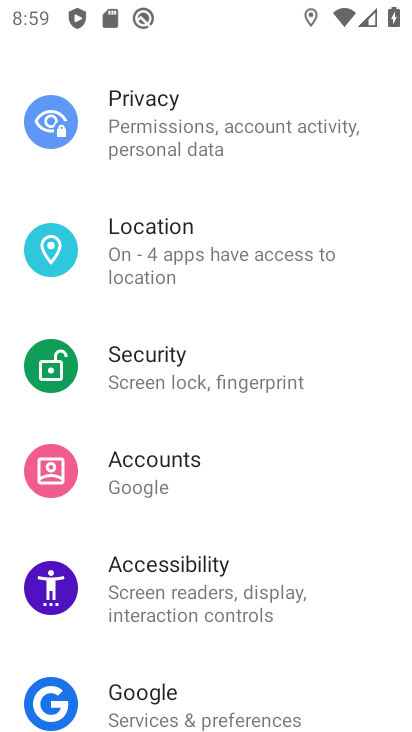 8:59
Privacy
Permissions, account activity,
personal data
Location
On - 4 apps have access to
location
Security
Screen lock, fingerprint
Accounts
Google
Accessibility
Screen readers, display,
interaction controls
Google
Services & preferences